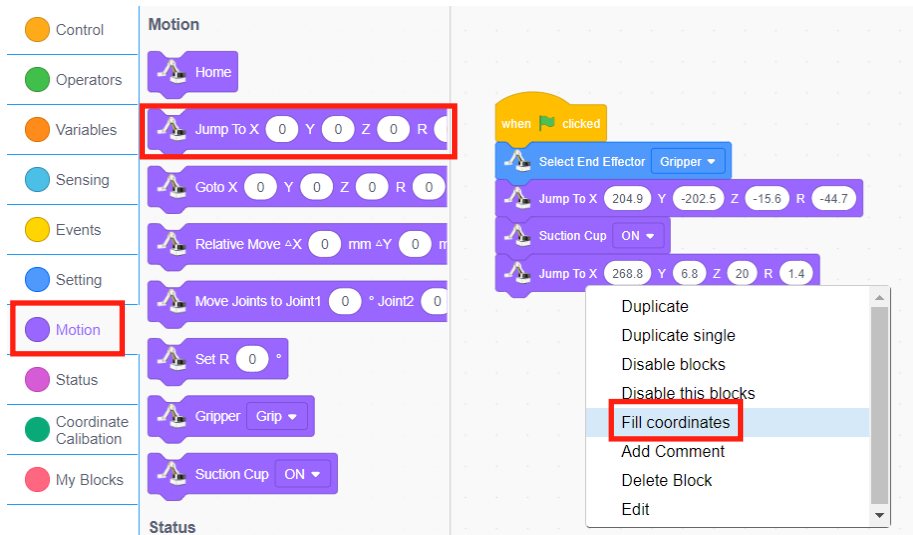 Control
Operators
Variables
Sensing
Events
Setting
Motion
Status
Coordinate
Calibation
My Blocks
Motion
Home
Jump To X 0 Y 0 Z 0 R
Goto X 0 Y 0 Z 0 R 0
Relative Move △X 0 mm △Y 0 m
Move Joints to Joint1 0 ° Joint2 0
Set R 0 °
Gripper Grip
Suction Cup ON
Status
when clicked
Select End Effector Gripper
Jump To X 204.9 Y -202.5 Z -15.6 R -44.7
Suction Cup ON
Jump To X 268.8 Y 6.8 Z 20 R 1.4
Duplicate
Duplicate single
Disable blocks
Disable this blocks
Fill coordinates
Add Comment
Delete Block
Edit